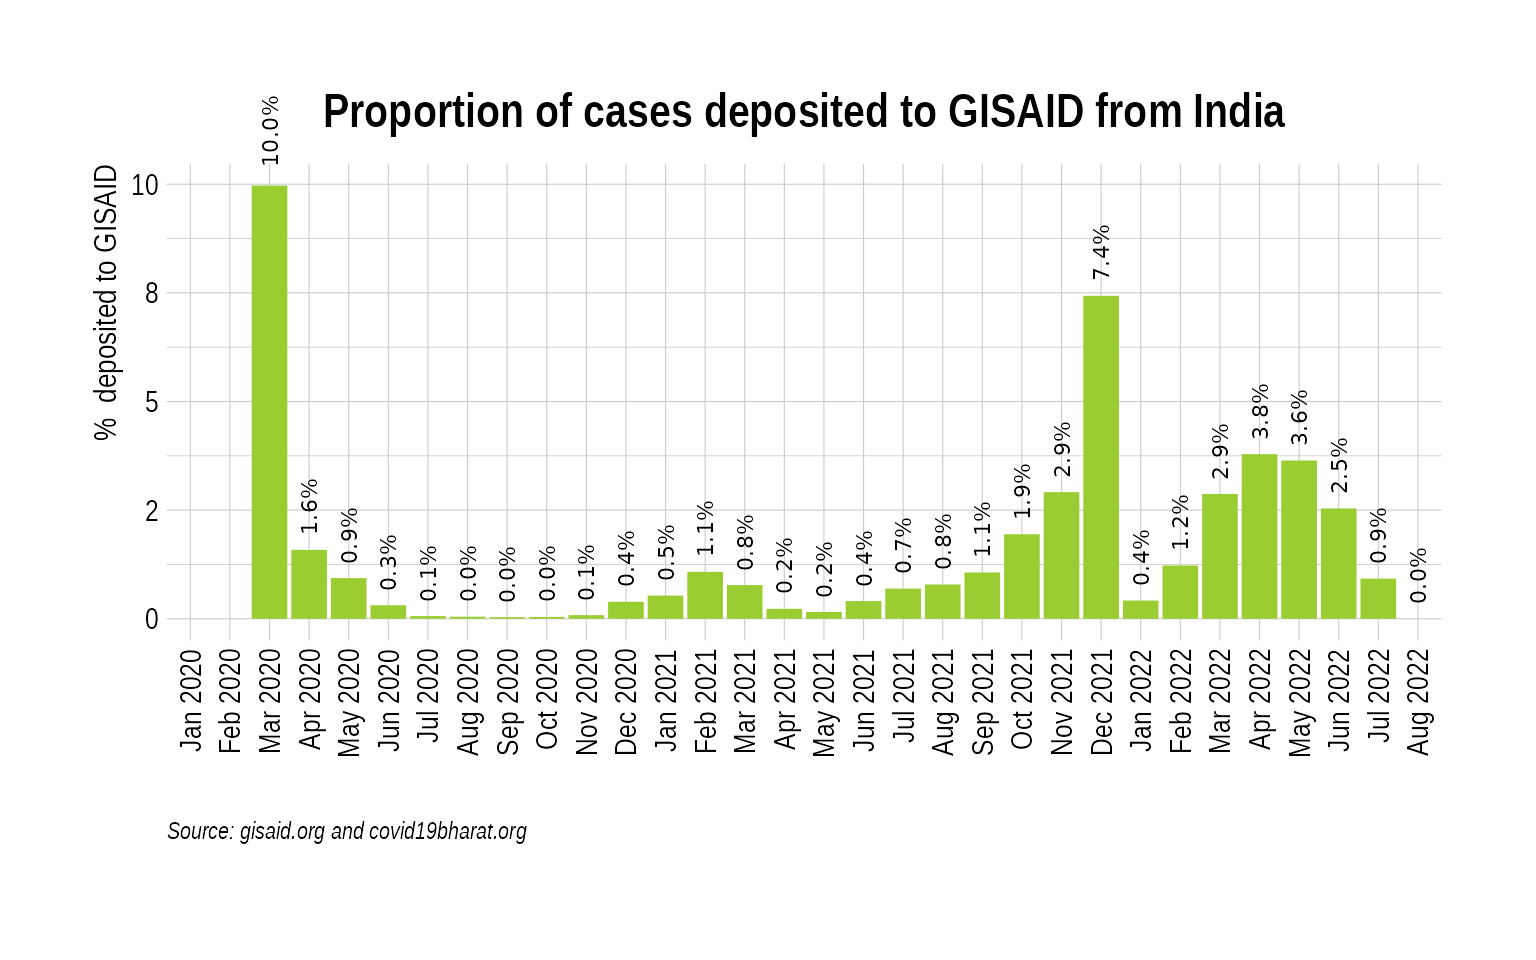 Proportion of cases deposited to GISAID from India
% deposited to GISAID
10
8
5
2
0
10.0%
1.6%
0.9%
0.3%
0.1%
0.0%
0.0%
0.0%
0.1%
0.4%
0.5%
1.1%
0.8%
0.2%
0.2%
0.4%
0.7%
0.8%
1.1%
1.9%
2.9%
7.4%
0.4%
1.2%
2.9%
3.8%
3.6%
2.5%
0.9%
0.0%
Jan 2020
Feb 2020
Mar 2020
Apr 2020
May 2020
Jun 2020
Jul 2020
Aug 2020
Sep 2020
Oct 2020
Nov 2020
Dec 2020
Jan 2021
Feb 2021
Mar 2021
Apr 2021
May 2021
Jun 2021
Jul 2021
Aug 2021
Sep 2021
Oct 2021
Nov 2021
Dec 2021
Jan 2022
Feb 2022
Mar 2022
Apr 2022
May 2022
Jun 2022
Jul 2022
Aug 2022
Source: gisaid.org and covid19bharat.org